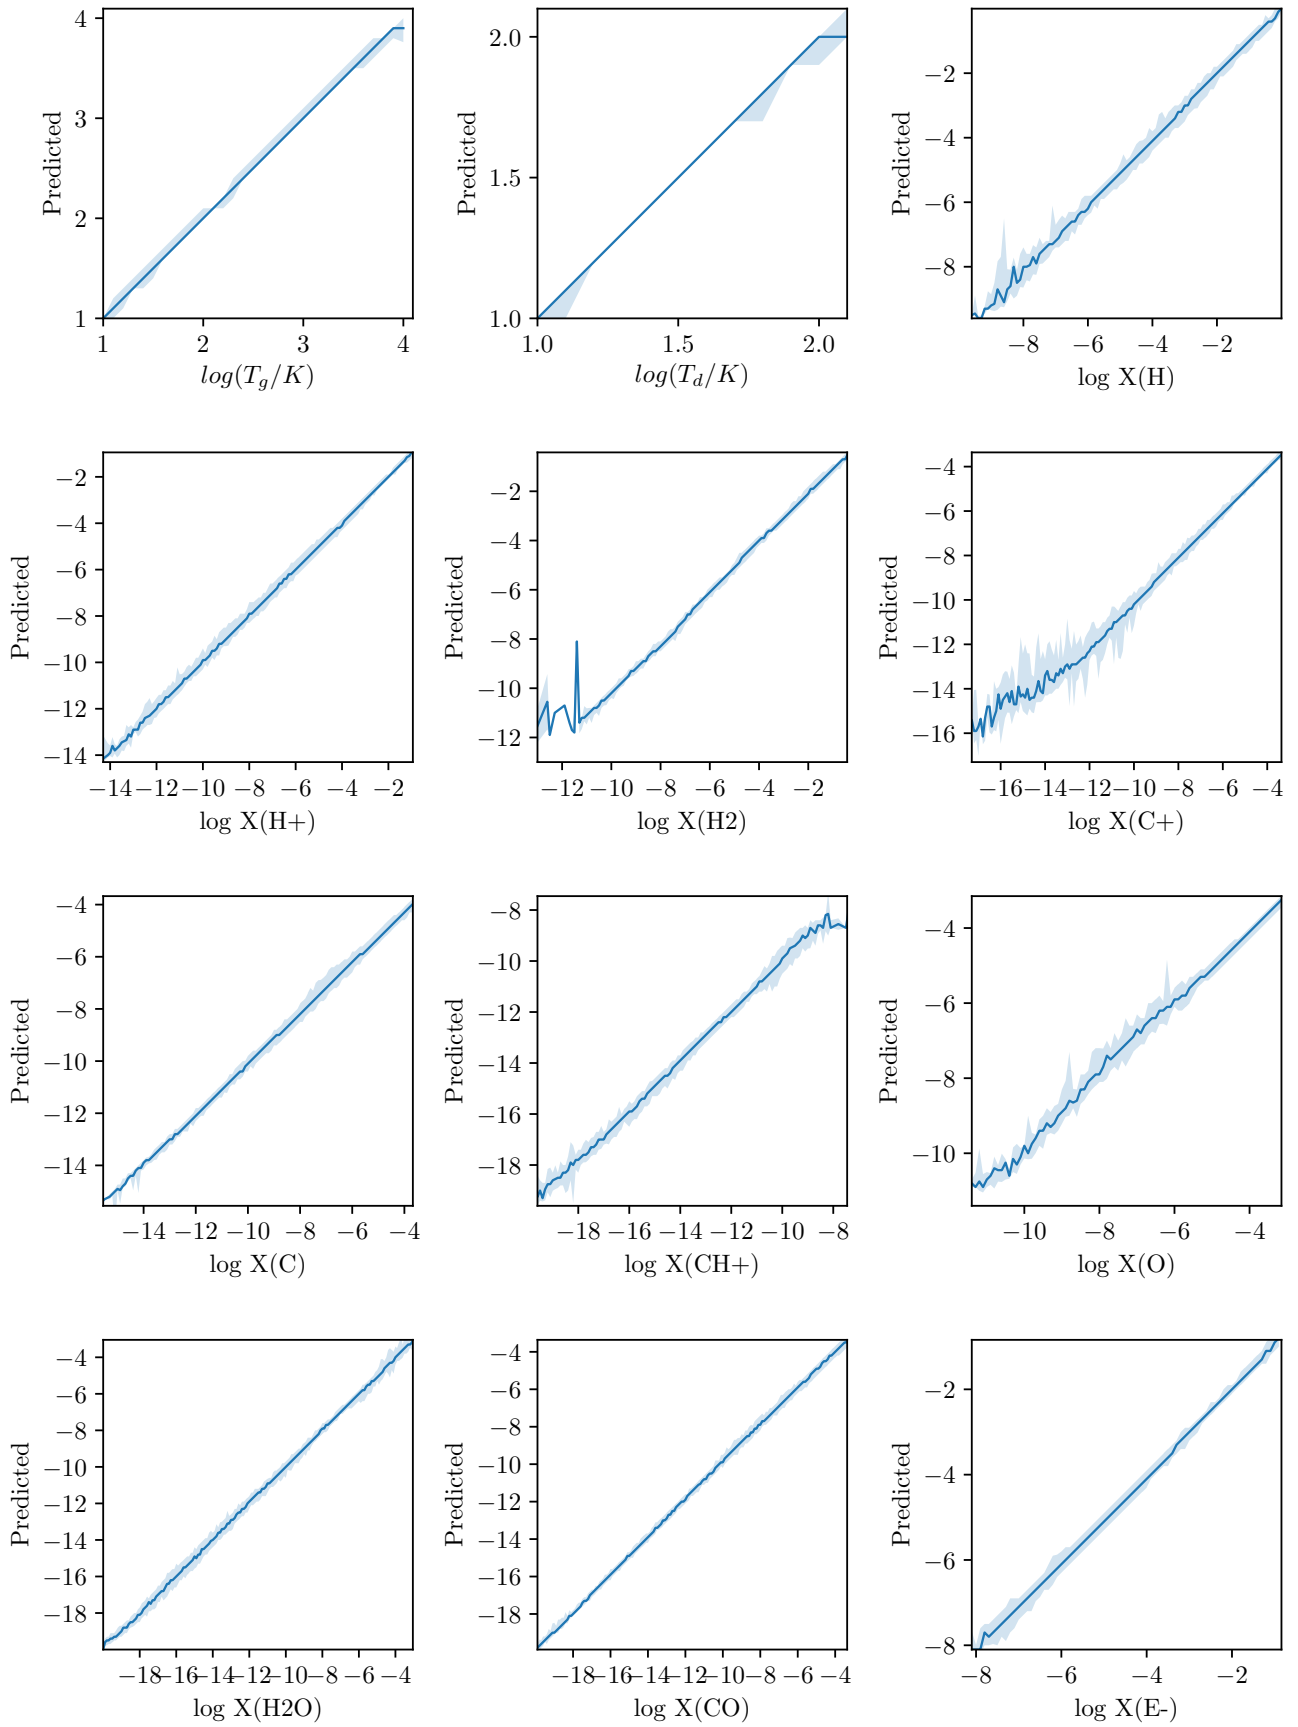 4
3
2
1
Predicted
1 2 3 4
log(T_g/K)
2.0
1.5
1.0
Predicted
1.0 1.5 2.0
log(T_d/K)
−2
−4
−6
−8
Predicted
−8 −6 −4 −2
log X(H)
−2
−4
−6
−8
−10
−12
−14
Predicted
−14 −12 −10 −8 −6 −4 −2
log X(H+)
−2
−4
−6
−8
−10
−12
Predicted
−12 −10 −8 −6 −4 −2
log X(H2)
−4
−6
−8
−10
−12
−14
−16
Predicted
−16 −14 −12 −10 −8 −6 −4
log X(C+)
−4
−6
−8
−10
−12
−14
Predicted
−14 −12 −10 −8 −6 −4
log X(C)
−8
−10
−12
−14
−16
−18
Predicted
−18 −16 −14 −12 −10 −8
log X(CH+)
−4
−6
−8
−10
Predicted
−10 −8 −6 −4
log X(O)
−4
−6
−8
−10
−12
−14
−16
−18
Predicted
−18 −16 −14 −12 −10 −8 −6 −4
log X(H2O)
−4
−6
−8
−10
−12
−14
−16
−18
Predicted
−18 −16 −14 −12 −10 −8 −6 −4
log X(CO)
−2
−4
−6
−8
Predicted
−8 −6 −4 −2
log X(E-)